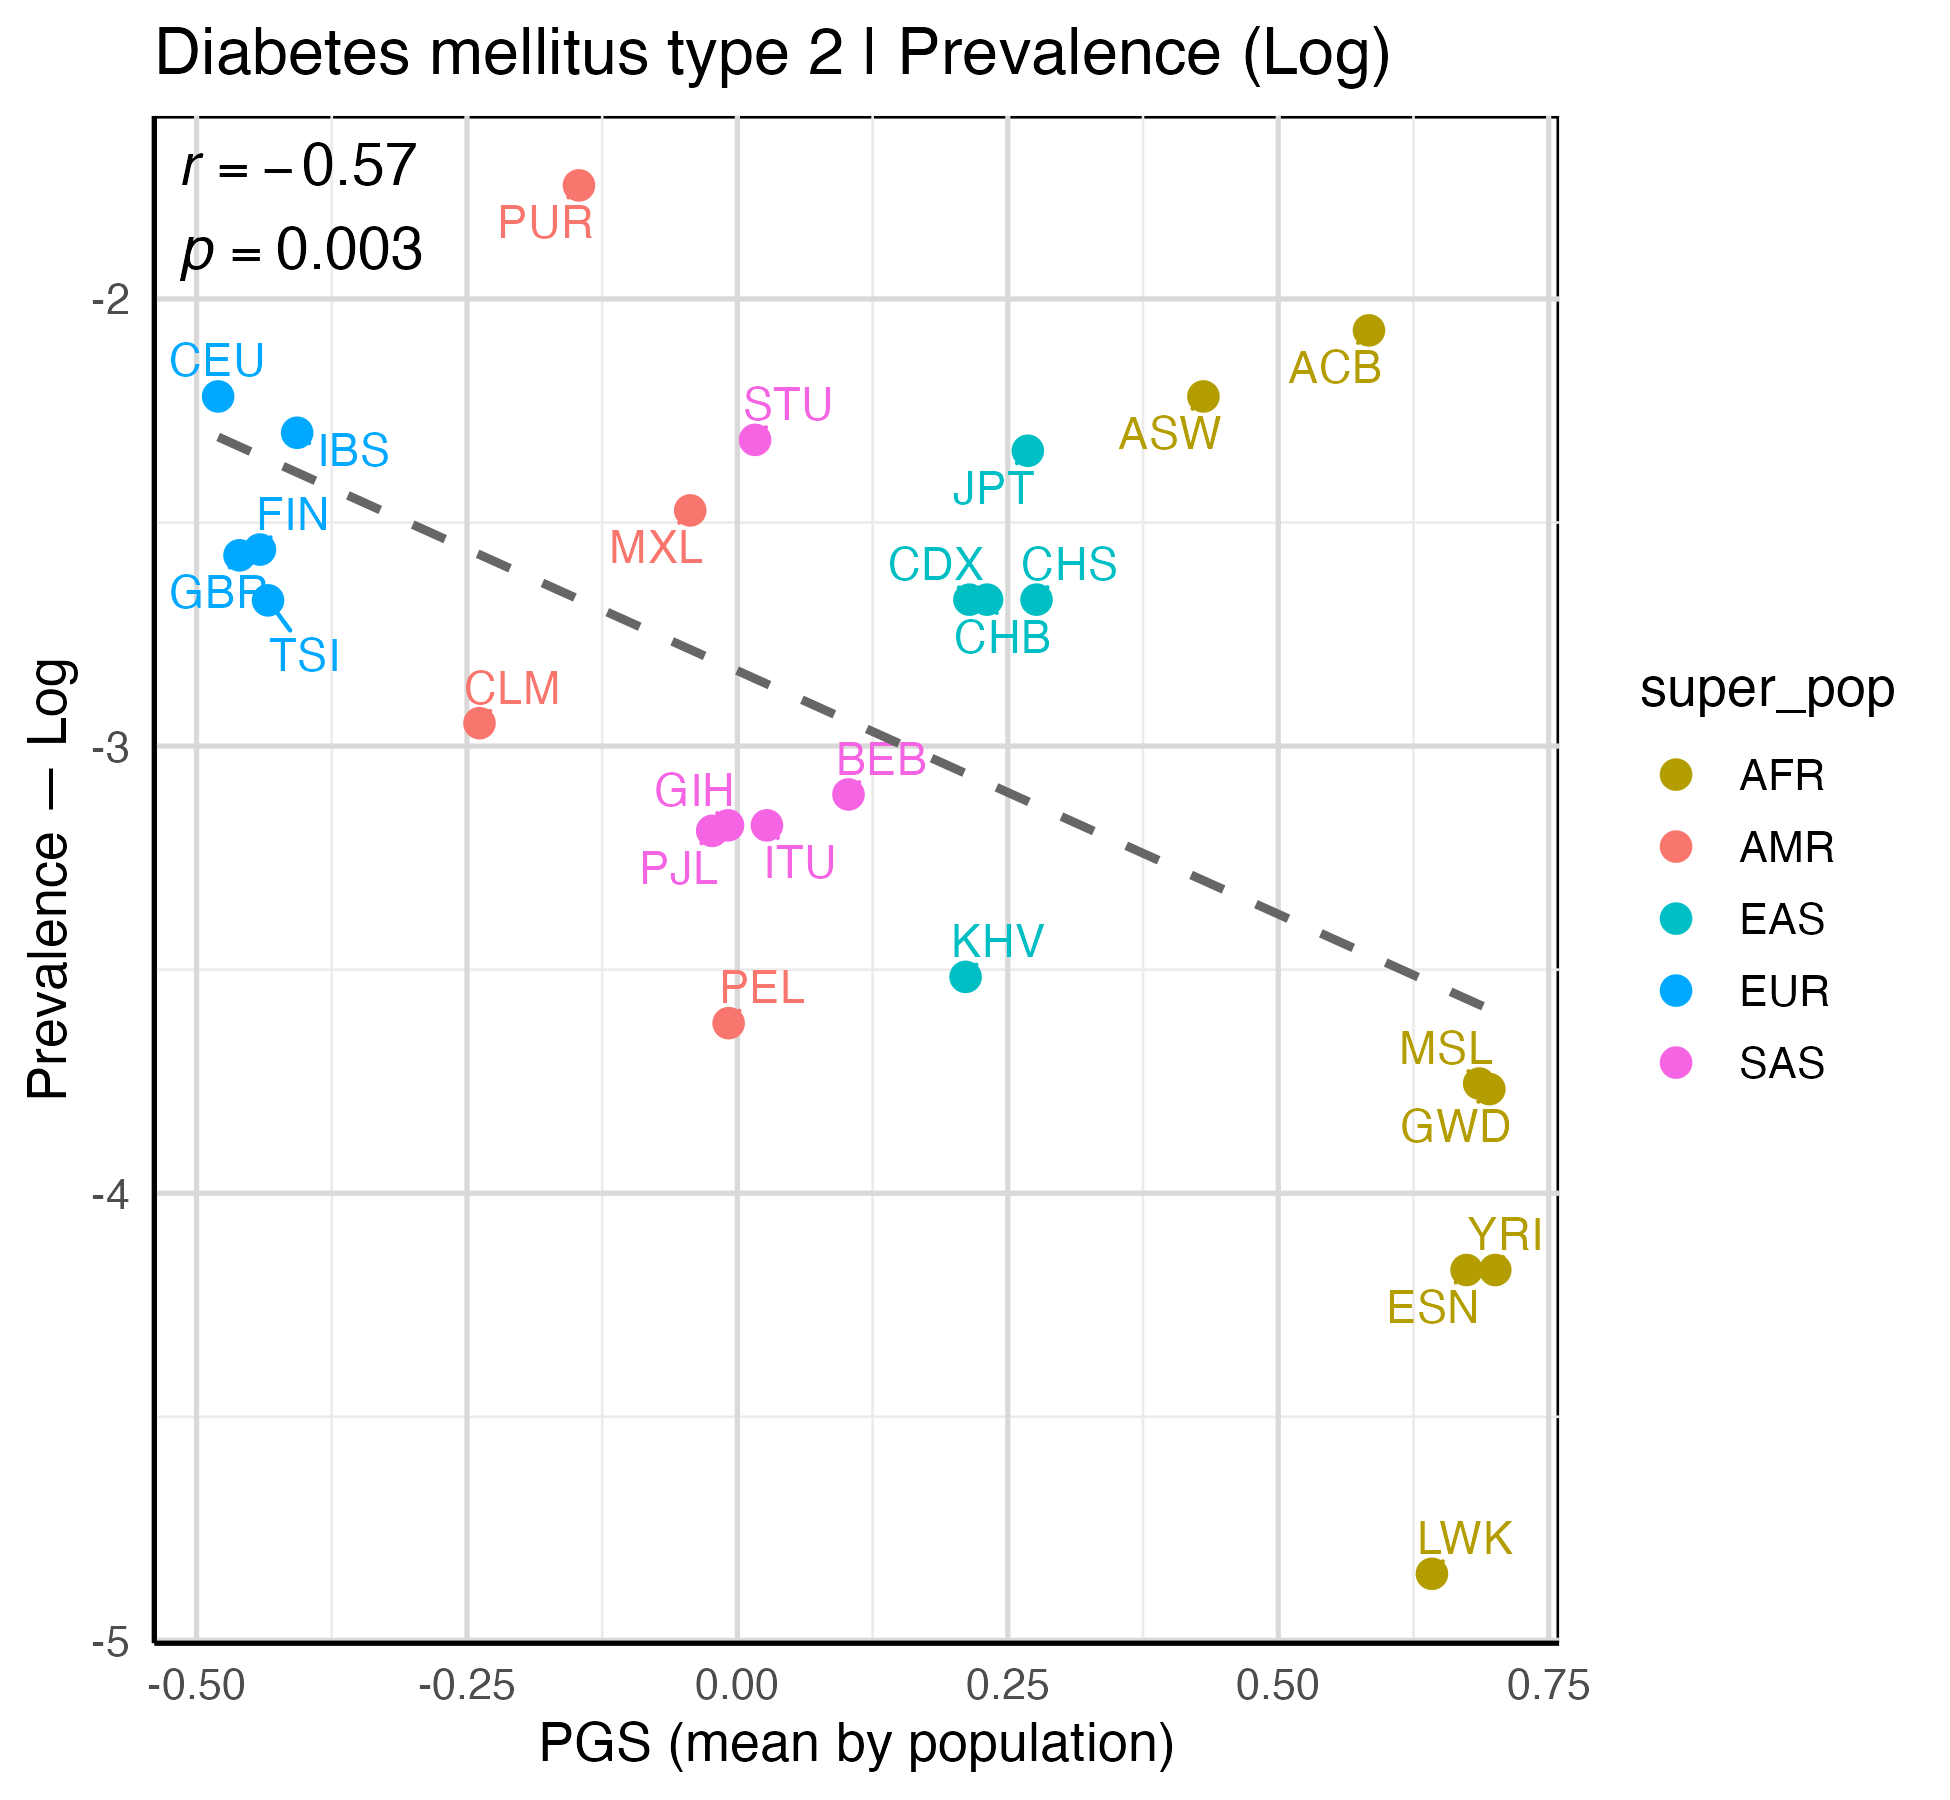 Diabetes mellitus type 2 | Prevalence (Log)
r = −0.57
p = 0.003
PUR
-2
CEU
ACB
STU
ASW
IBS
JPT
FIN
MXL
CDX
CHS
GBR
CHB
TSI
CLM
super_pop
-3
BEB
AFR
GIH
AMR
PJL
ITU
EAS
KHV
PEL
EUR
MSL
SAS
GWD
-4
YRI
ESN
LWK
-5
-0.50
-0.25
0.00
0.25
0.50
0.75
PGS (mean by population)
Prevalence — Log